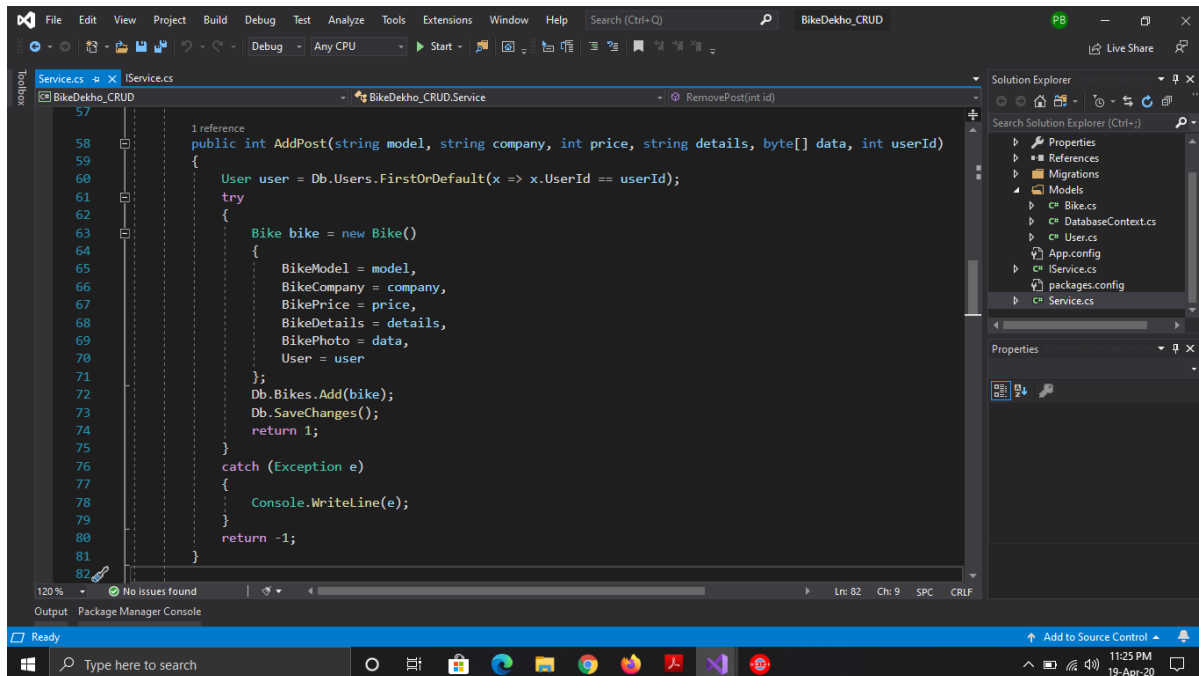 File Edit View Project Build Debug Test Analyze Tools Extensions Window Help Search (Ctrl+Q) BikeDekho_CRUD PB
Debug Any CPU Start Live Share
Toolbox
Service.cs IService.cs
BikeDekho_CRUD BikeDekho_CRUD.Service RemovePost(int id)
57
1 reference
58 public int AddPost(string model, string company, int price, string details, byte[] data, int userId)
59 {
60 User user = Db.Users.FirstOrDefault(x => x.UserId == userId);
61 try
62 {
63 Bike bike = new Bike()
64 {
65 BikeModel = model,
66 BikeCompany = company,
67 BikePrice = price,
68 BikeDetails = details,
69 BikePhoto = data,
70 User = user
71 };
72 Db.Bikes.Add(bike);
73 Db.SaveChanges();
74 return 1;
75 }
76 catch (Exception e)
77 {
78 Console.WriteLine(e);
79 }
80 return -1;
81 }
82
120 % No issues found Ln: 82 Ch: 9 SPC CRLF
Output Package Manager Console
Solution Explorer
Search Solution Explorer (Ctrl+;)
Properties
References
Migrations
Models
C# Bike.cs
C# DatabaseContext.cs
C# User.cs
App.config
C# IService.cs
packages.config
C# Service.cs
Properties
Ready Add to Source Control
Type here to search 11:25 PM
19-Apr-20